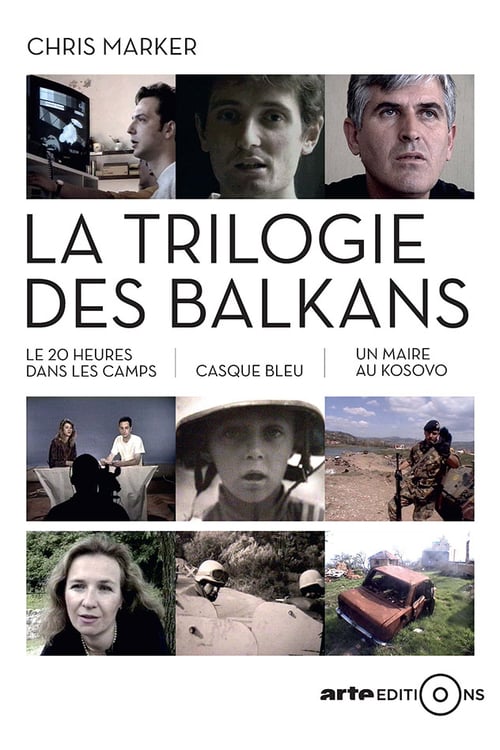 CHRIS MARKER
LA TRILOGIE
DES BALKANS
LE 20 HEURES
DANS LES CAMPS
CASQUE BLEU
UN MAIRE
AU KOSOVO
arte EDITIONS